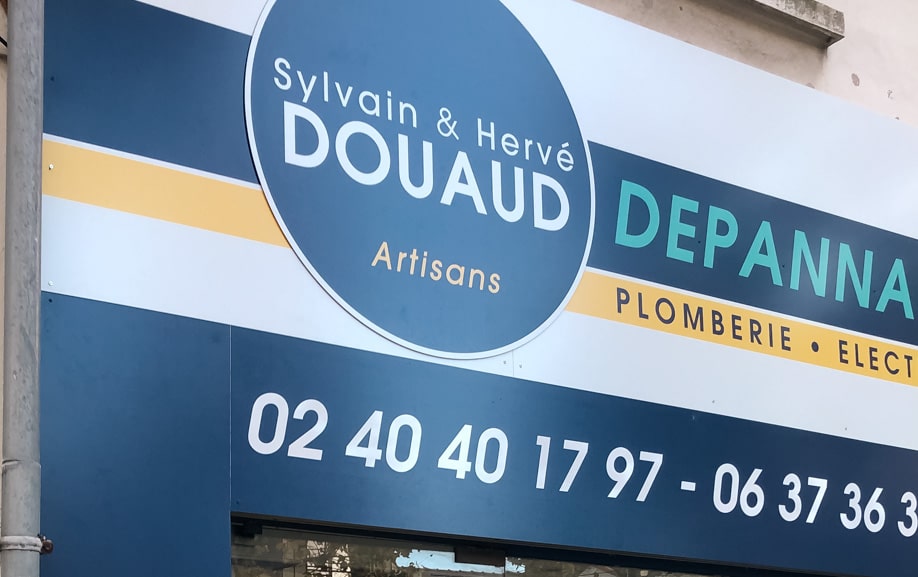 Sylvain & Hervé
DOUAUD
Artisans
DEPANNA
PLOMBERIE • ELECT
02 40 40 17 97 - 06 37 36 3